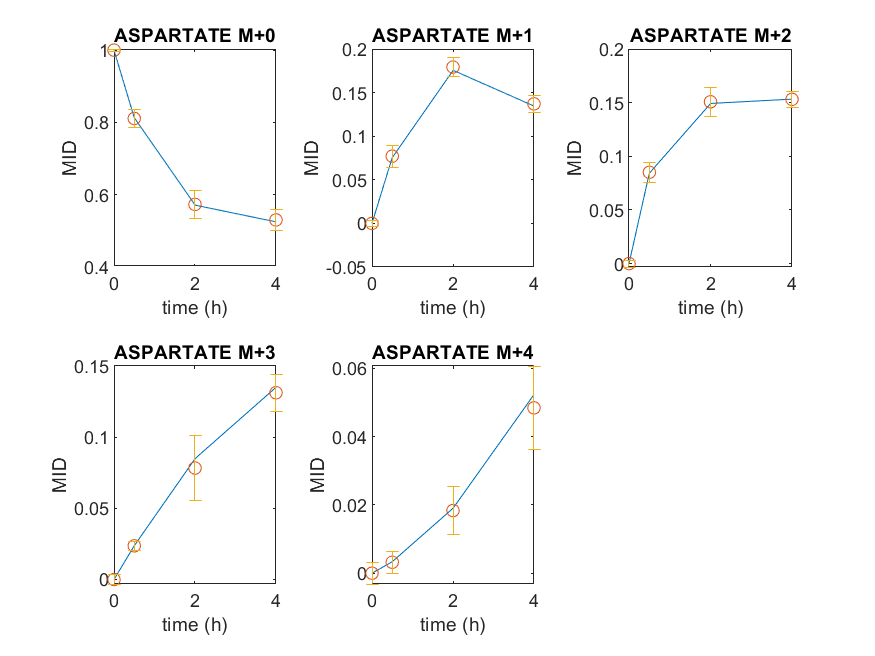 ASPARTATE M+0
ASPARTATE M+1
ASPARTATE M+2
MID
1
0.8
0.6
0.4
0
2
4
time (h)
MID
0.2
0.15
0.1
0.05
0
-0.05
0
2
4
time (h)
MID
0.2
0.15
0.1
0.05
0
0
2
4
time (h)
ASPARTATE M+3
ASPARTATE M+4
MID
0.15
0.1
0.05
0
0
2
4
time (h)
MID
0.06
0.04
0.02
0
0
2
4
time (h)